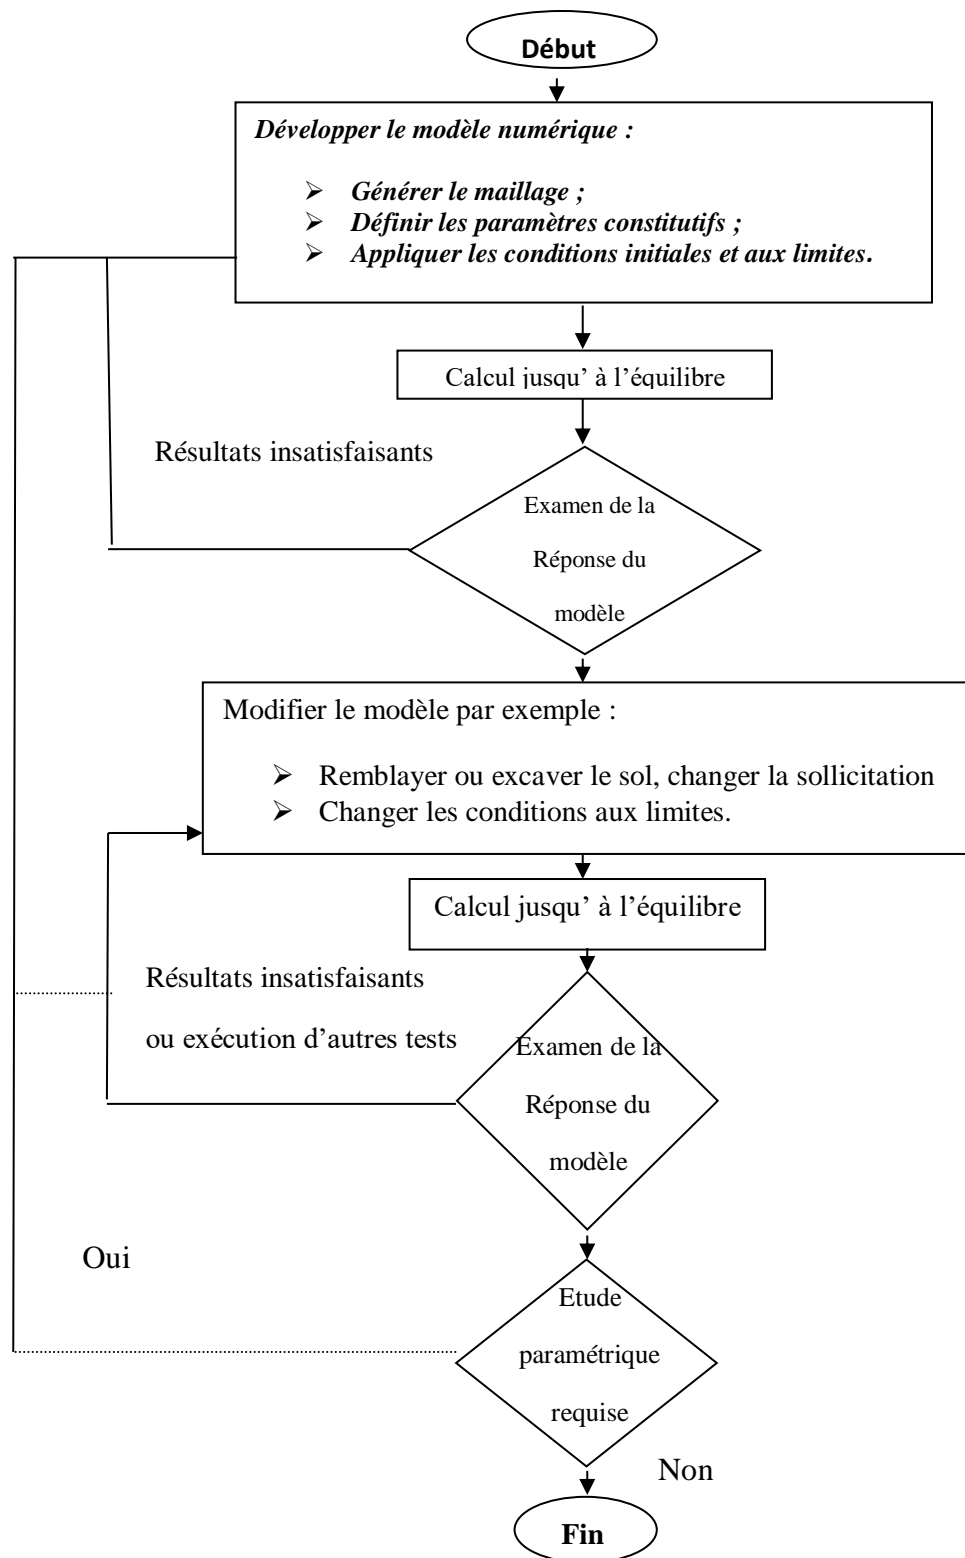 Début
Développer le modèle numérique :
➢ Générer le maillage ;
➢ Définir les paramètres constitutifs ;
➢ Appliquer les conditions initiales et aux limites.
Calcul jusqu’ à l’équilibre
Résultats insatisfaisants
Examen de la
Réponse du
modèle
Modifier le modèle par exemple :
➢ Remblayer ou excaver le sol, changer la sollicitation
➢ Changer les conditions aux limites.
Calcul jusqu’ à l’équilibre
Résultats insatisfaisants
ou exécution d’autres tests
Examen de la
Réponse du
modèle
Oui
Etude
paramétrique
requise
Non
Fin